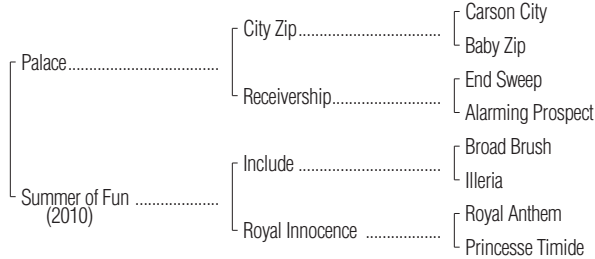 Carson City
City Zip
Baby Zip
Palace
End Sweep
Receivership
Alarming Prospect
Broad Brush
Include
Illeria
Summer of Fun
(2010)
Royal Anthem
Royal Innocence
Princesse Timide